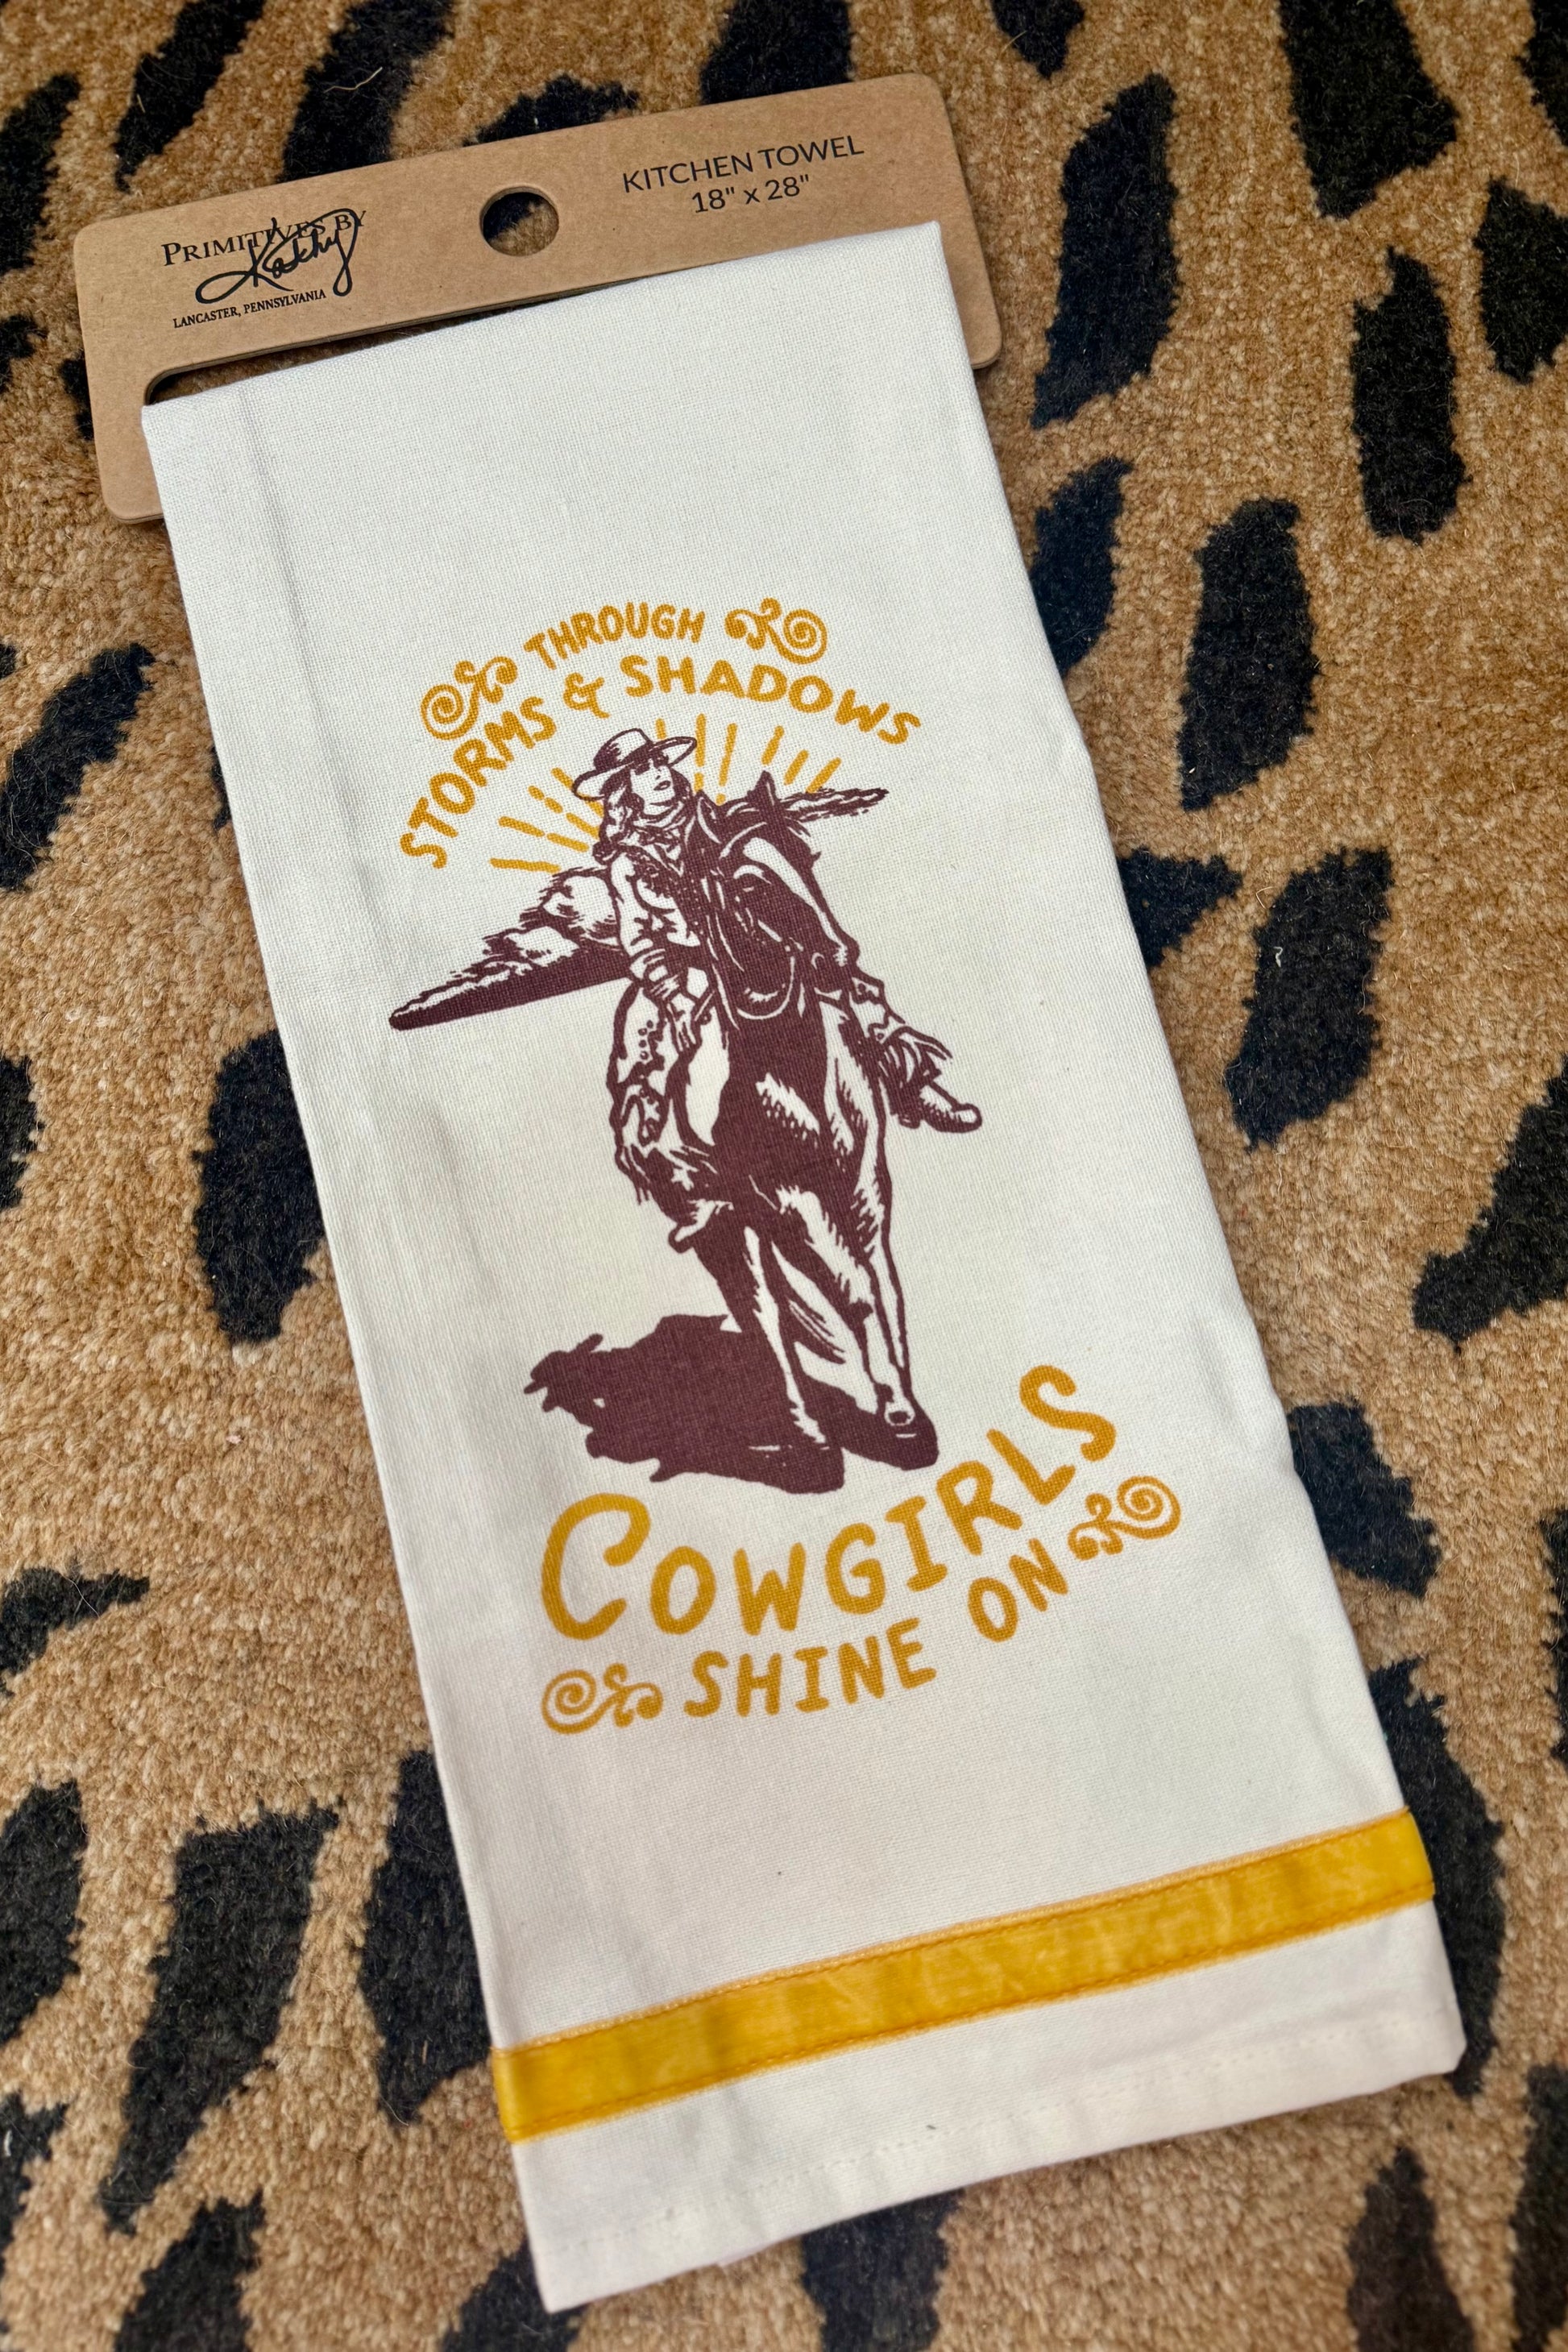 PRIMITIVES BY
Kathy
LANCASTER, PENNSYLVANIA
KITCHEN TOWEL
18" x 28"
THROUGH
STORMS & SHADOWS
COWGIRLS
SHINE ON